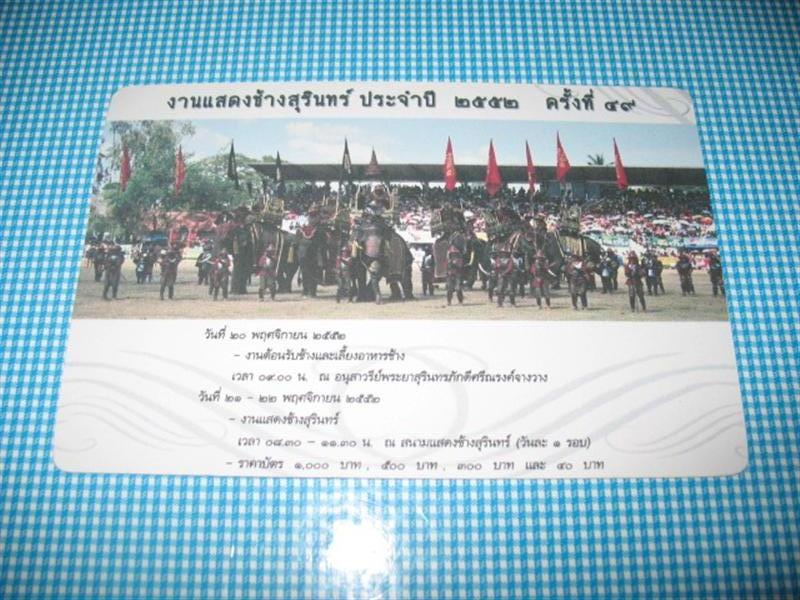 งานแสดงช้างสุรินทร์ ประจำปี ๒๕๕๒ ครั้งที่ ๔๙
วันที่ ๒๐ พฤศจิกายน ๒๕๕๒
- งานต้อนรับช้างและเลี้ยงอาหารช้าง
เวลา ๐๙.๐๐ น. ณ อนุสาวรีย์พระยาสุรินทรภักดีศรีณรงค์จางวาง
วันที่ ๒๑ - ๒๒ พฤศจิกายน ๒๕๕๒
- งานแสดงช้างสุรินทร์
เวลา ๐๘.๓๐ - ๑๑.๓๐ น. ณ สนามแสดงช้างสุรินทร์ (วันละ ๑ รอบ)
- ราคาบัตร ๑,๐๐๐ บาท , ๕๐๐ บาท , ๓๐๐ บาท และ ๔๐ บาท